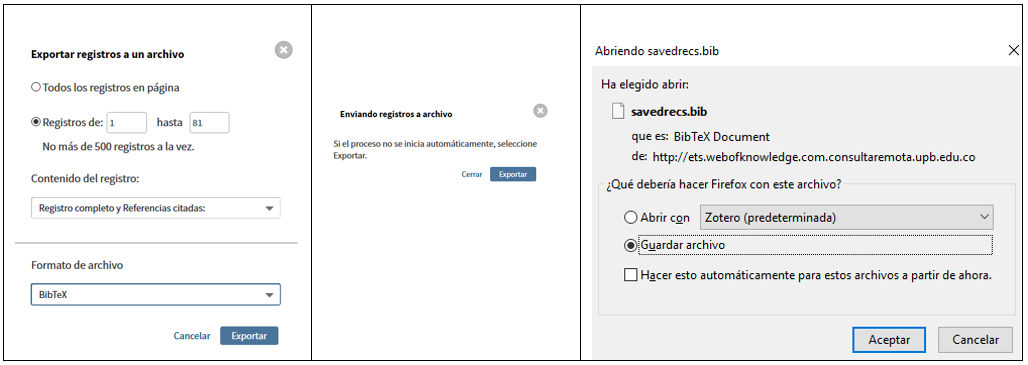 Exportar registros a un archivo
Todos los registros en página
Registros de: 1 hasta 81
No más de 500 registros a la vez.
Contenido del registro:
Registro completo y Referencias citadas:
Formato de archivo
BibTeX
Cancelar Exportar
Enviando registros a archivo
Si el proceso no se inicia automáticamente, seleccione
Exportar.
Cerrar Exportar
Abriendo savedrecs.bib
Ha elegido abrir:
savedrecs.bib
que es: BibTeX Document
de: http://ets.webofknowledge.com.consultaremota.upb.edu.co
¿Qué debería hacer Firefox con este archivo?
Abrir con Zotero (predeterminada)
Guardar archivo
Hacer esto automáticamente para estos archivos a partir de ahora.
Aceptar Cancelar